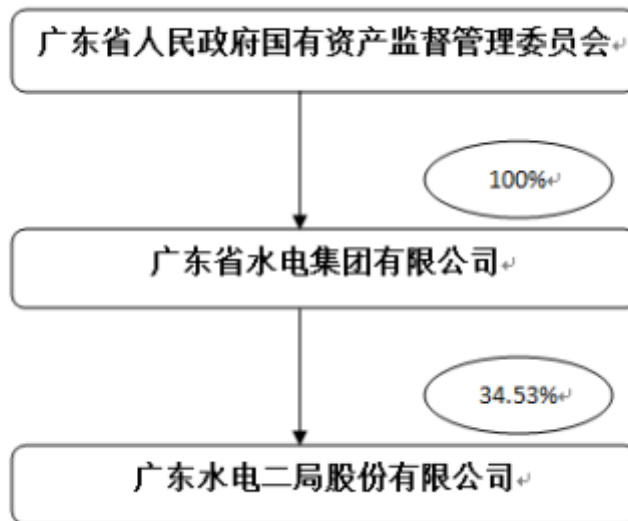 广东省人民政府国有资产监督管理委员会↵
100%↵
广东省水电集团有限公司↵
34.53%↵
广东水电二局股份有限公司↵